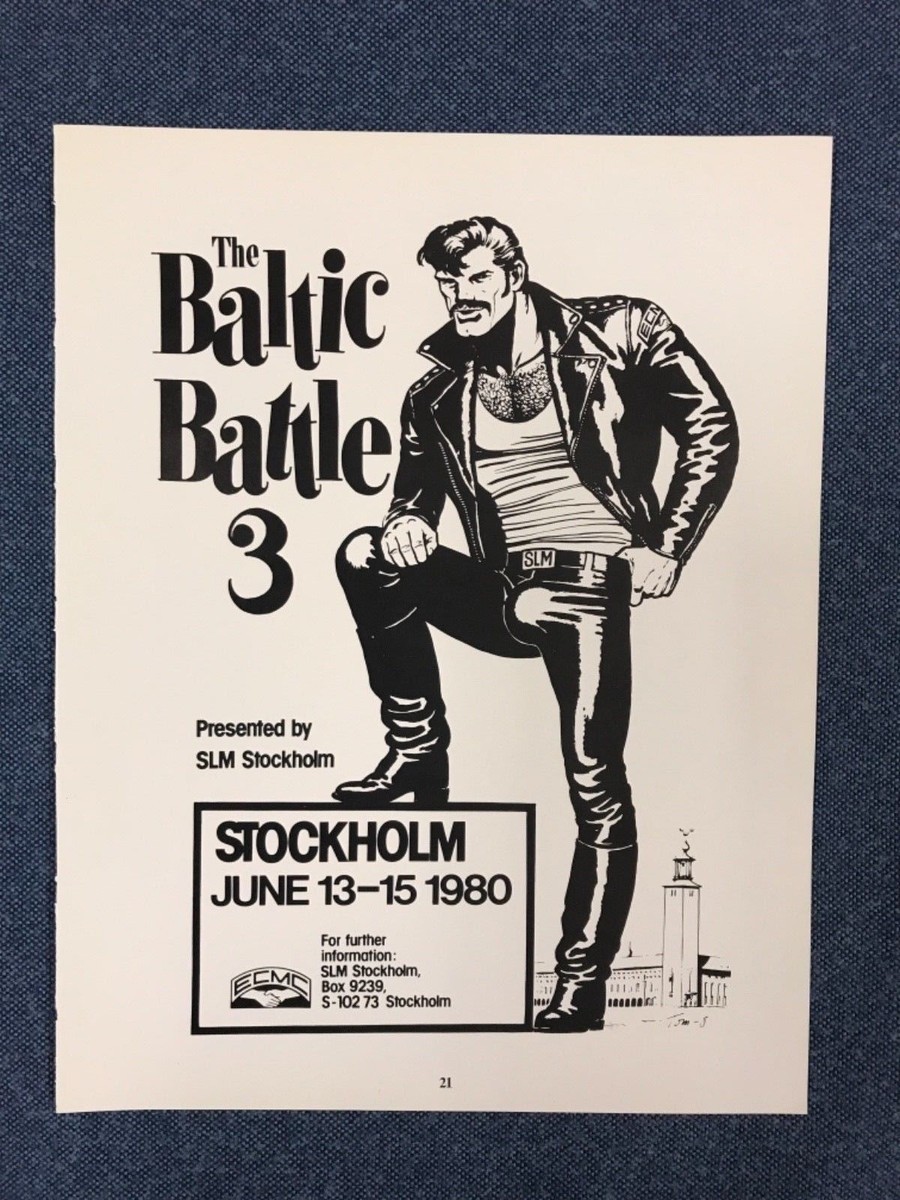 The
Baltic
Battle
3
ECMC
SLM
Presented by
SLM Stockholm
STOCKHOLM
JUNE 13-15 1980
For further
information:
SLM Stockholm,
Box 9239,
S-102 73 Stockholm
ECMC
21